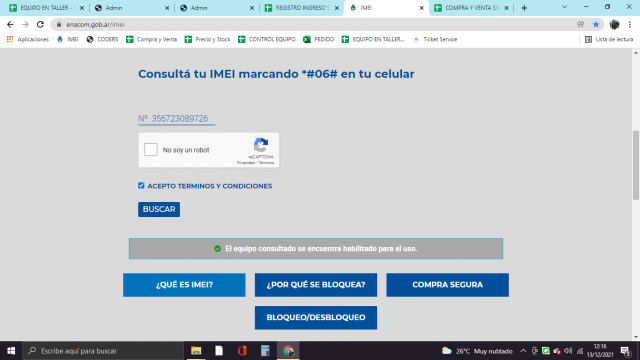 EQUIPO EN TALLER -
Admin
Admin
REGISTRO INGRESO S
IMEI
COMPRA Y VENTA SIN
enacom.gob.ar/imei
Aplicaciones
IMEI
CODERS
Compra y Venta
Precio y Stock
CONTROL EQUIPO
PEDIDO
EQUIPO EN TALLER...
Ticket Service
Lista de lectura
Consultá tu IMEI marcando *#06# en tu celular
Nº 356723089726
No soy un robot
reCAPTCHA
Privacidad - Términos
ACEPTO TERMINOS Y CONDICIONES
BUSCAR
El equipo consultado se encuentra habilitado para el uso.
¿QUÉ ES IMEI?
¿POR QUÉ SE BLOQUEA?
COMPRA SEGURA
BLOQUEO/DESBLOQUEO
Escribe aquí para buscar
26°C Muy nublado
12:16
13/12/2021